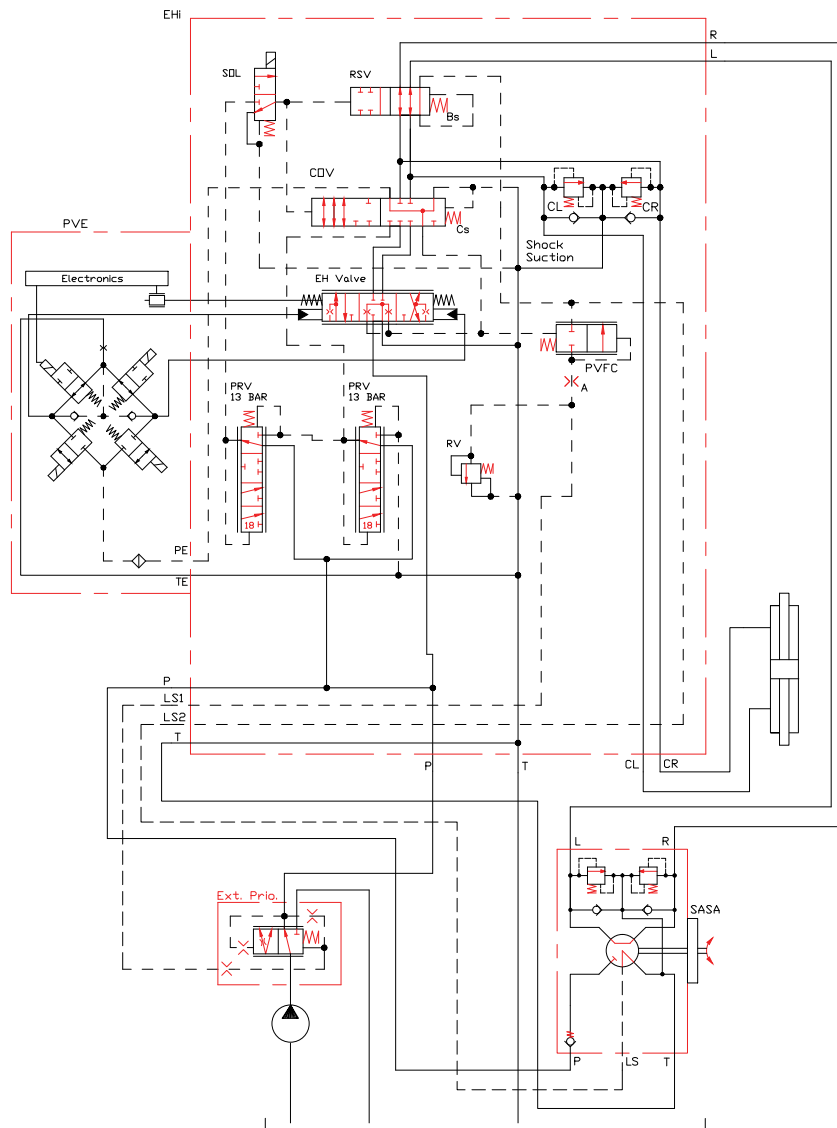 EHi
R
L
SOL
RSV
Bs
COV
CL
CR
Cs
PVE
Shock
Suction
Electronics
EH Valve
PVFC
A
PRV
13 BAR
PRV
13 BAR
RV
18
18
PE
TE
P
LS1
LS2
T
P
T
CL
CR
L
R
Ext. Prio.
SASA
P
LS
T